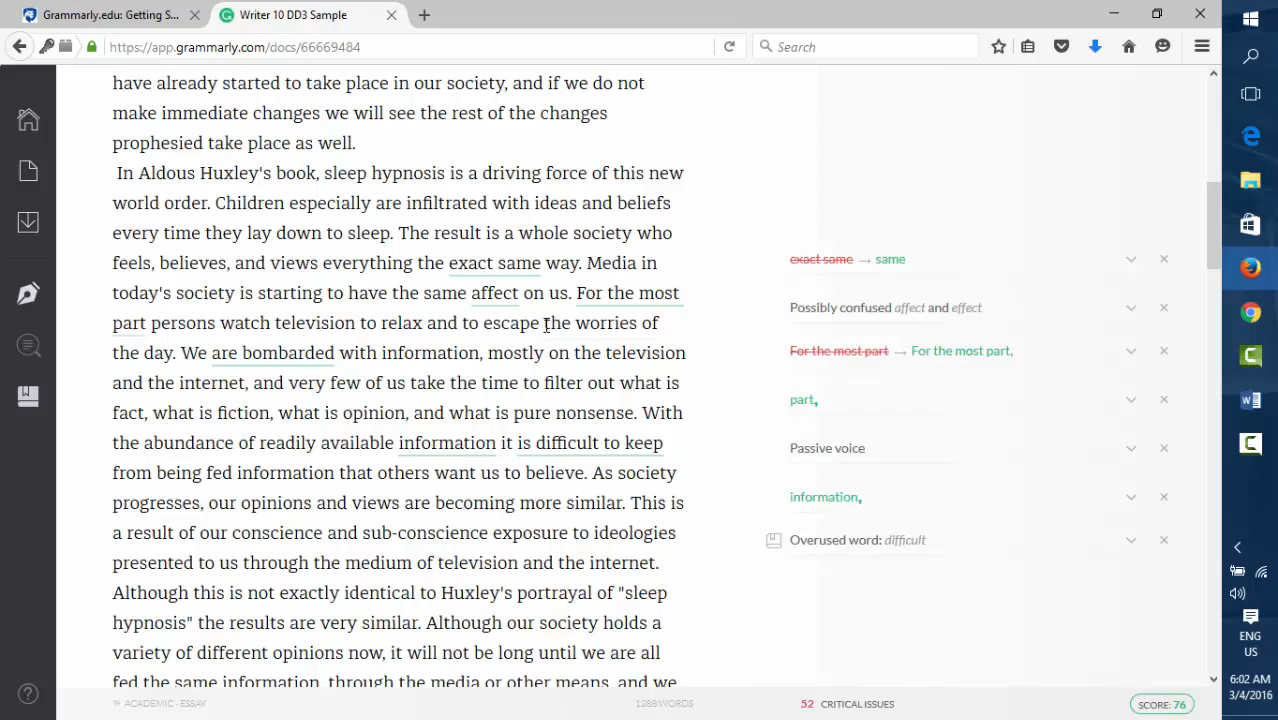 Grammarly.edu: Getting S...
Writer 10 DD3 Sample
https://app.grammarly.com/docs/66669484
Search
have already started to take place in our society, and if we do not
make immediate changes we will see the rest of the changes
prophesied take place as well.
In Aldous Huxley's book, sleep hypnosis is a driving force of this new
world order. Children especially are infiltrated with ideas and beliefs
every time they lay down to sleep. The result is a whole society who
feels, believes, and views everything the exact same way. Media in
today's society is starting to have the same affect on us. For the most
part persons watch television to relax and to escape the worries of
the day. We are bombarded with information, mostly on the television
and the internet, and very few of us take the time to filter out what is
fact, what is fiction, what is opinion, and what is pure nonsense. With
the abundance of readily available information it is difficult to keep
from being fed information that others want us to believe. As society
progresses, our opinions and views are becoming more similar. This is
a result of our conscience and sub-conscience exposure to ideologies
presented to us through the medium of television and the internet.
Although this is not exactly identical to Huxley's portrayal of "sleep
hypnosis" the results are very similar. Although our society holds a
variety of different opinions now, it will not be long until we are all
fed the same information, through the media or other means, and we
exact same → same
Possibly confused affect and effect
For the most part → For the most part,
part,
Passive voice
information,
Overused word: difficult
ACADEMIC - ESSAY
1288 WORDS
52 CRITICAL ISSUES
SCORE: 76
ENG
US
6:02 AM
3/4/2016